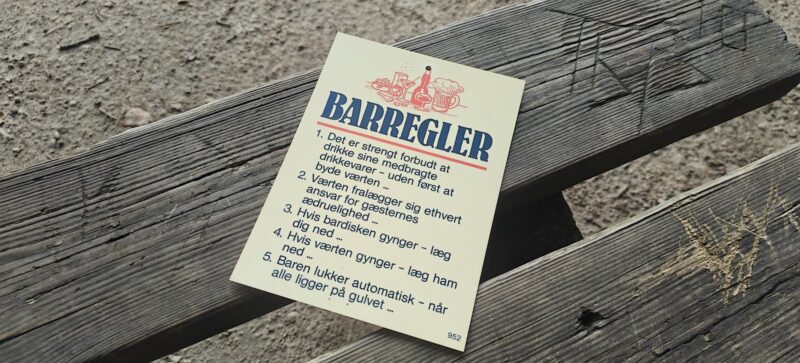 BARREGLER
1. Det er strengt forbudt at
drikke sine medbragte
drikkevarer - uden først at
byde værten ...
2. Værten fralægger sig ethvert
ansvar for gæsternes
ædruelighed ...
3. Hvis bardisken gynger - læg
dig ned ...
4. Hvis værten gynger - læg ham
ned ...
5. Baren lukker automatisk - når
alle ligger på gulvet ...
952